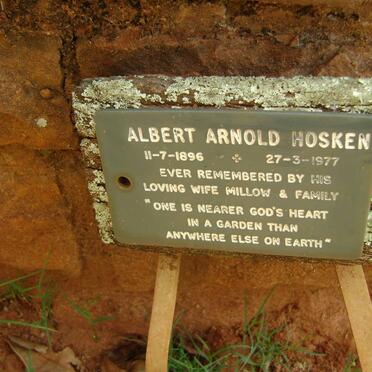 ALBERT ARNOLD HOSKEN
11-7-1896 + 27-3-1977
EVER REMEMBERED BY HIS
LOVING WIFE MILLOW & FAMILY
"ONE IS NEARER GOD'S HEART
IN A GARDEN THAN
ANYWHERE ELSE ON EARTH"